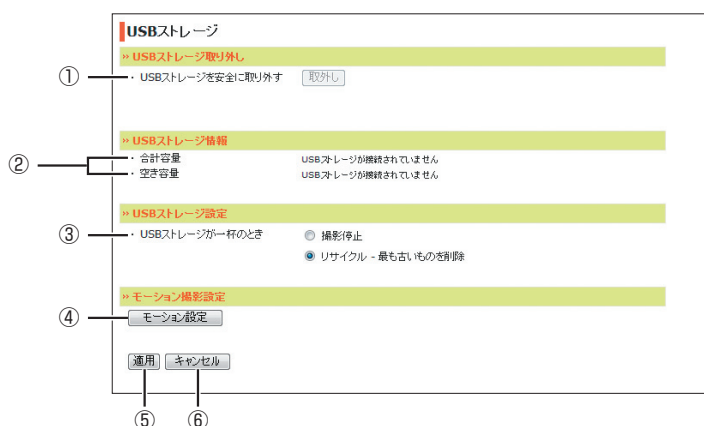 USBストレージ
» USBストレージ取り外し
① ・ USBストレージを安全に取り外す 取外し
» USBストレージ情報
② ・ 合計容量 USBストレージが接続されていません
・ 空き容量 USBストレージが接続されていません
» USBストレージ設定
③ ・ USBストレージが一杯のとき 撮影停止
リサイクル - 最も古いものを削除
» モーション撮影設定
④ モーション設定
適用 キャンセル
⑤ ⑥